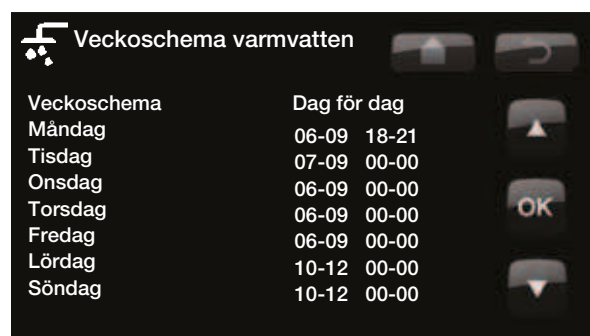 Veckoschema varmvatten
Veckoschema Dag för dag
Måndag 06-09 18-21
Tisdag 07-09 00-00
Onsdag 06-09 00-00
Torsdag 06-09 00-00
Fredag 06-09 00-00
Lördag 10-12 00-00
Söndag 10-12 00-00
OK